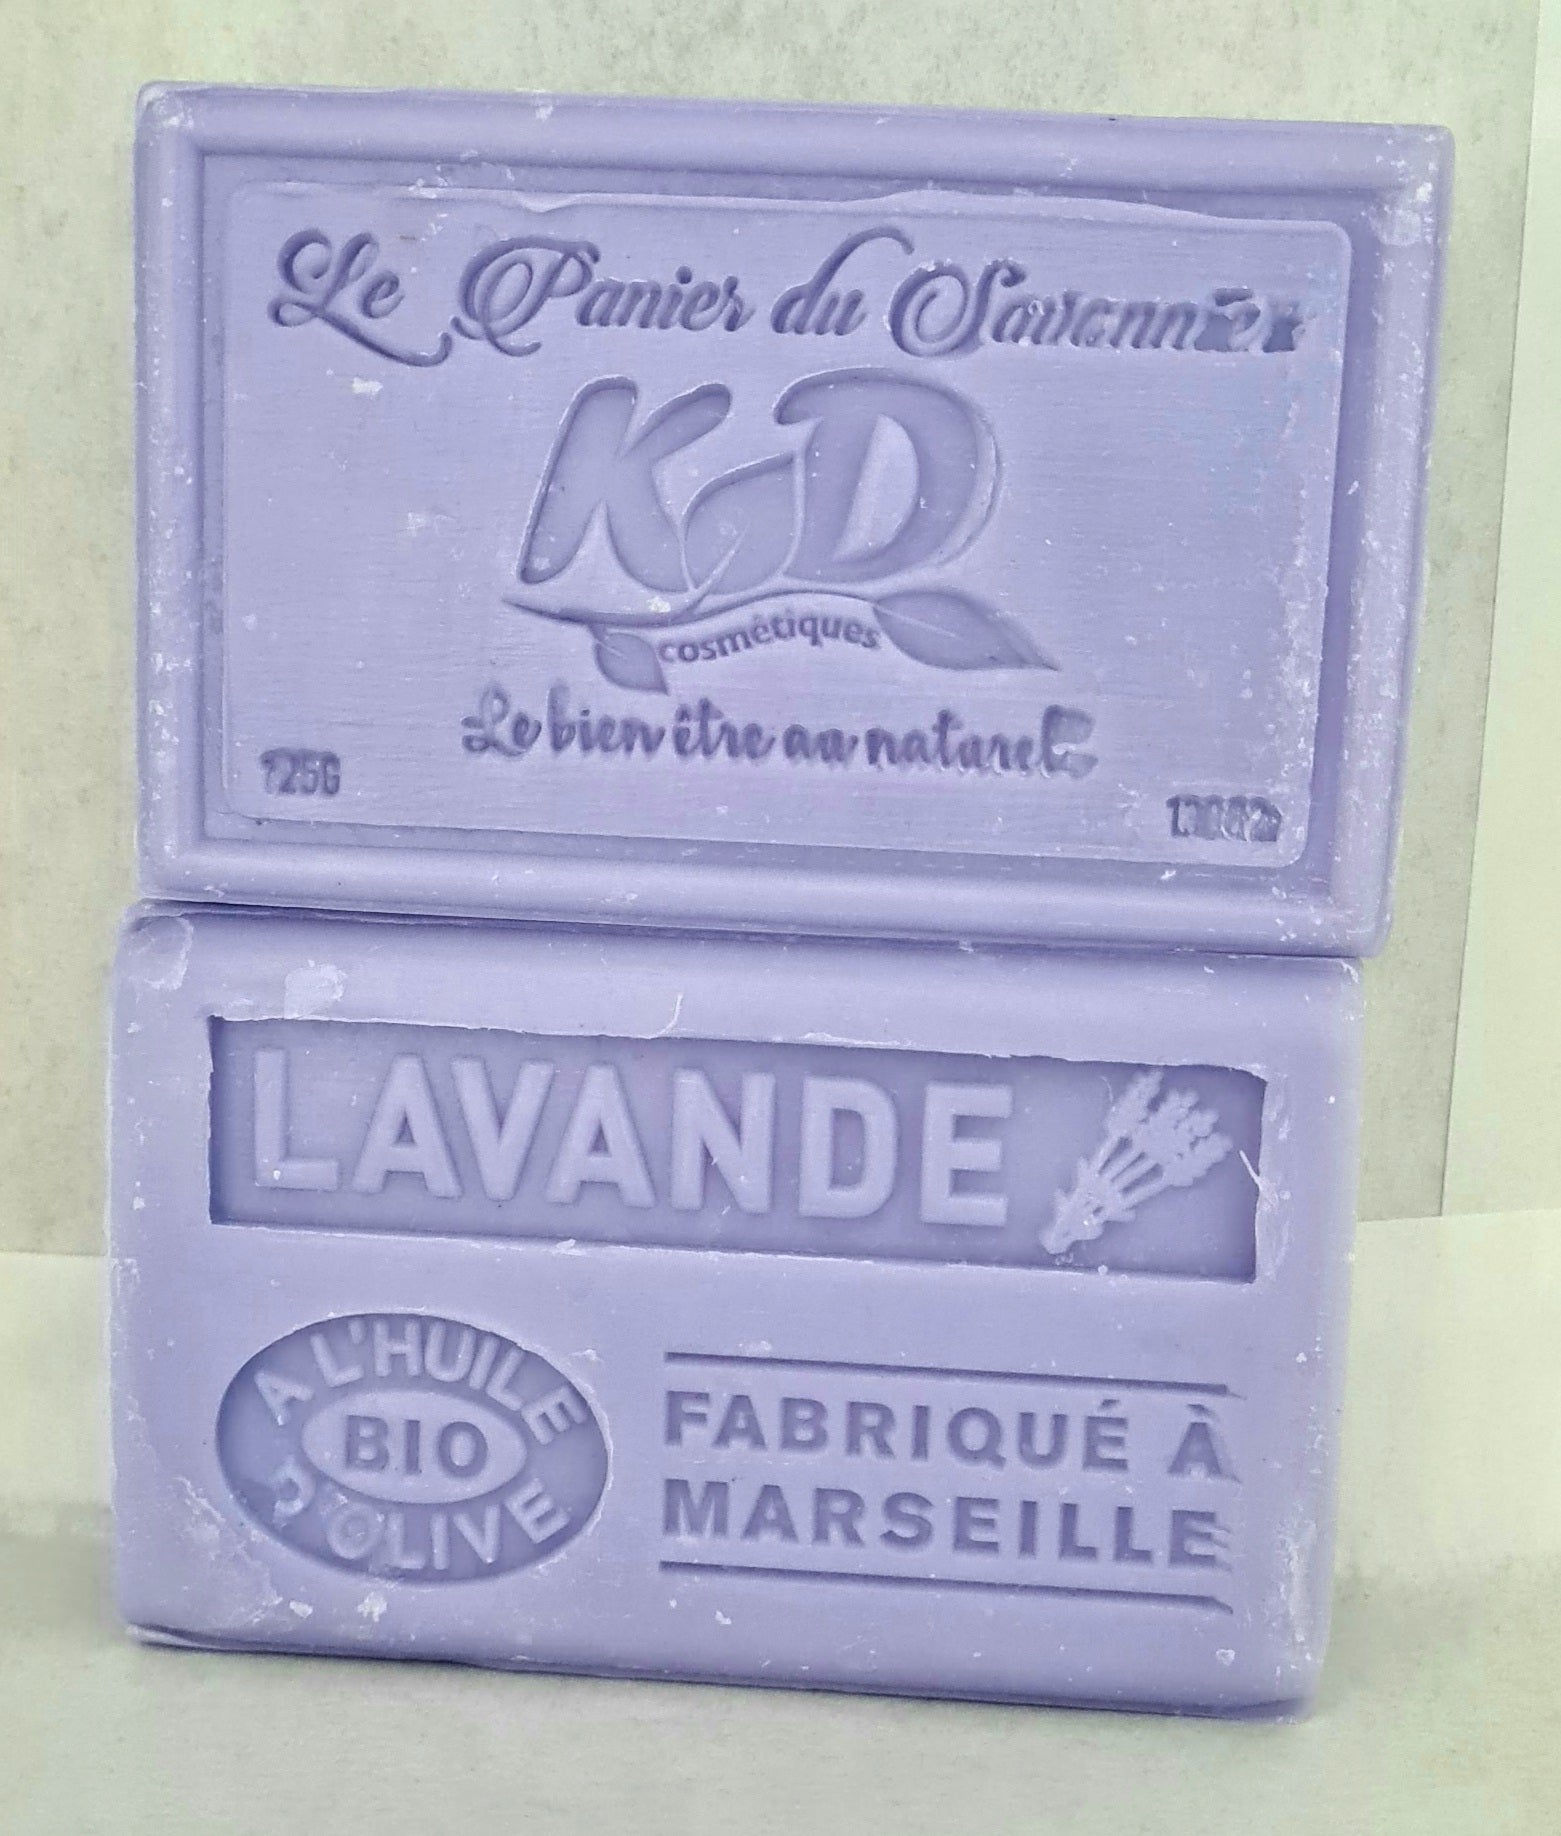 Le Panier du Savonnier
KD
cosmétiques
Le bien être au naturel
125G
LAVANDE
A L'HUILE
BIO
D'OLIVE
FABRIQUÉ À
MARSEILLE